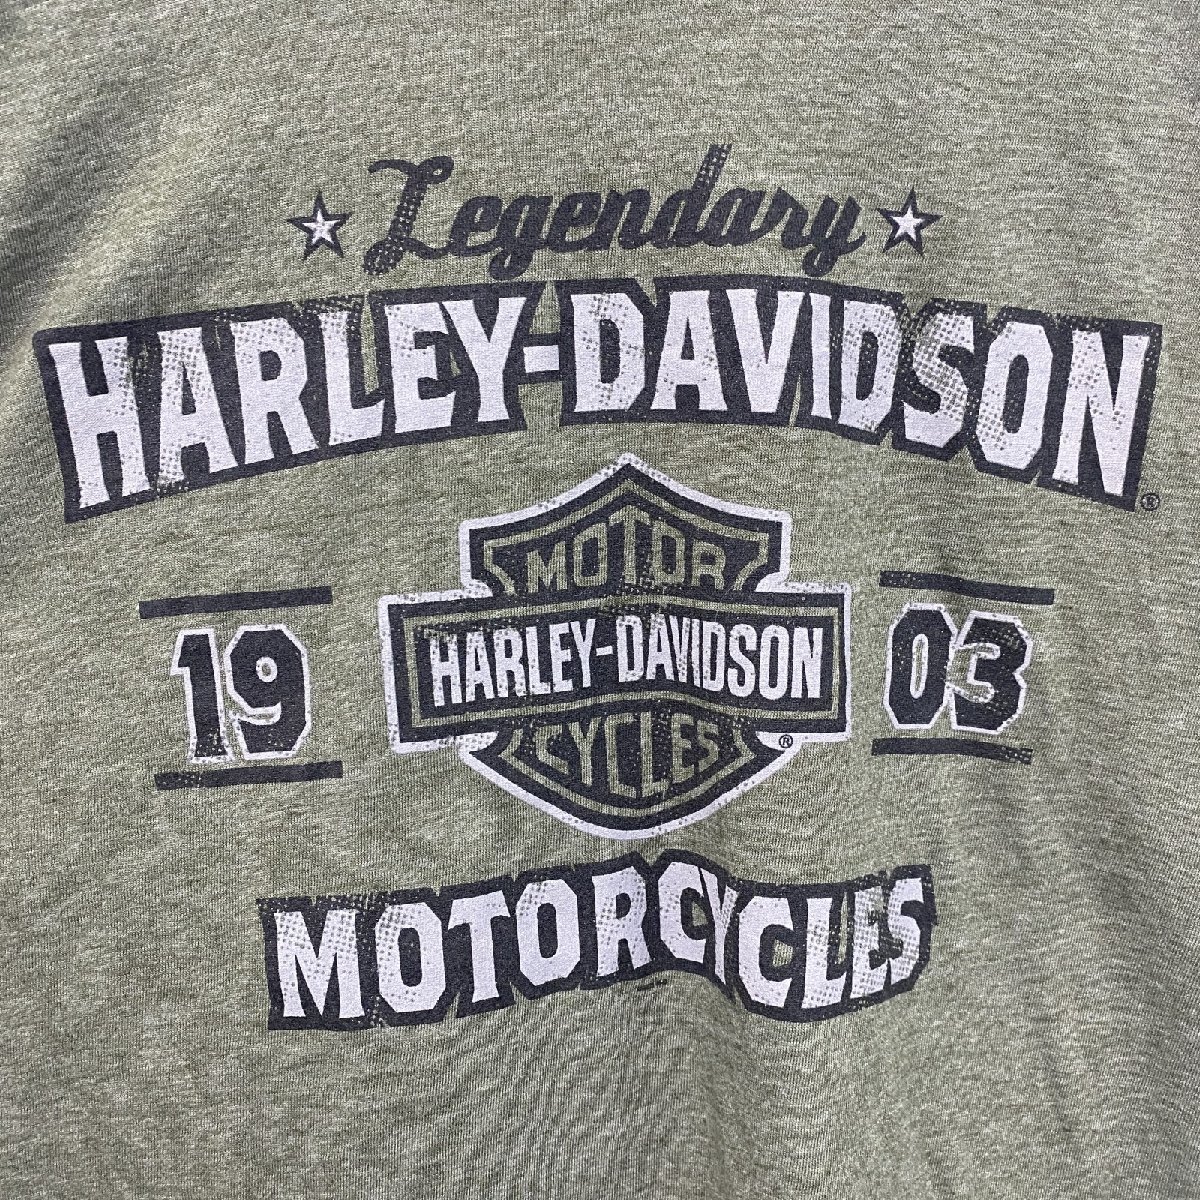 Legendary
HARLEY-DAVIDSON®
MOTOR
19 HARLEY-DAVIDSON 03
CYCLES®
MOTORCYCLES